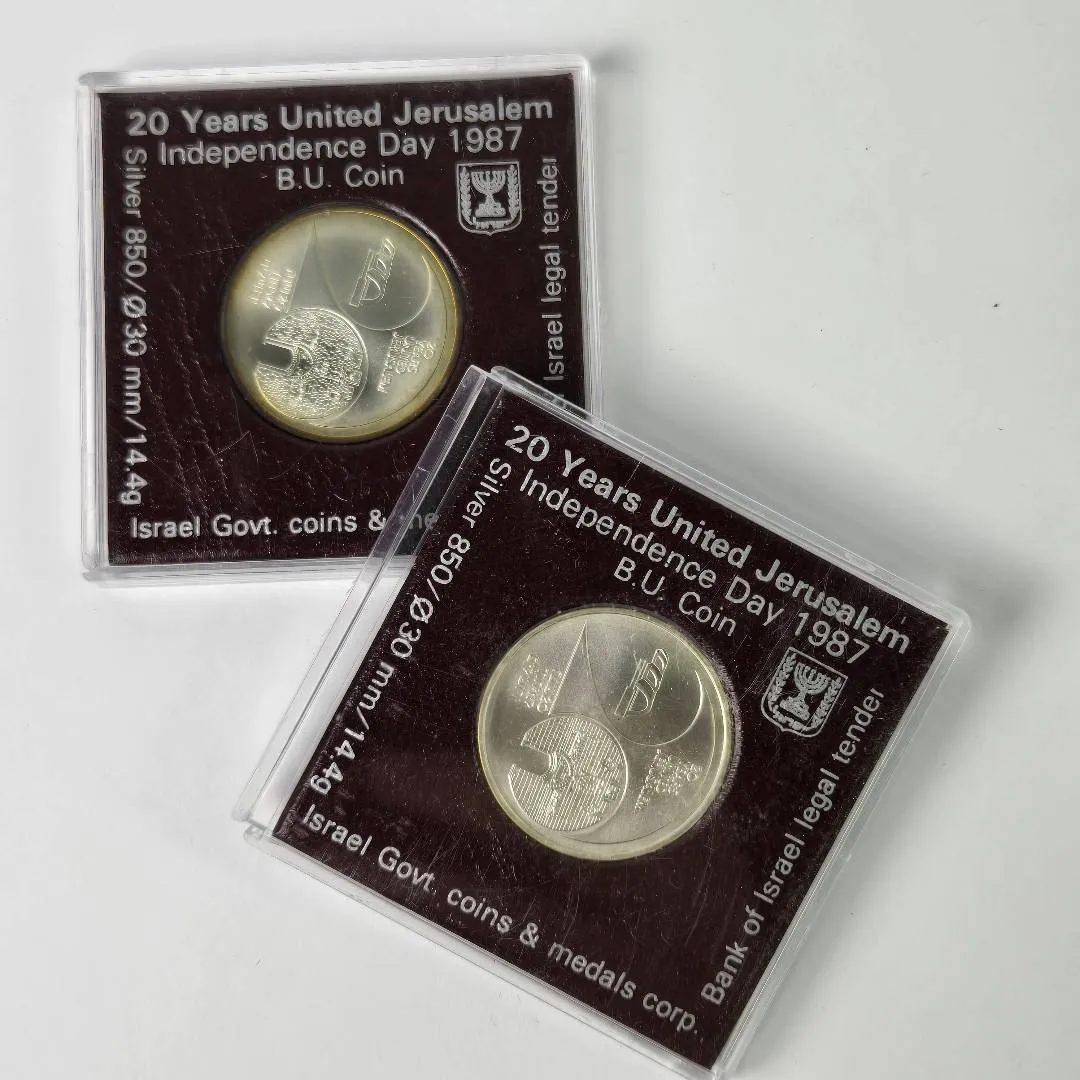 20 Years United Jerusalem
Independence Day 1987
B.U. Coin
Silver 850/Ø30 mm/14.4g
Israel legal tender
Israel Govt. coins &
20 Years United Jerusalem
Independence Day 1987
B.U. Coin
Silver 850/Ø30 mm/14.4g
Bank of Israel legal tender
Israel Govt. coins & medals corp.